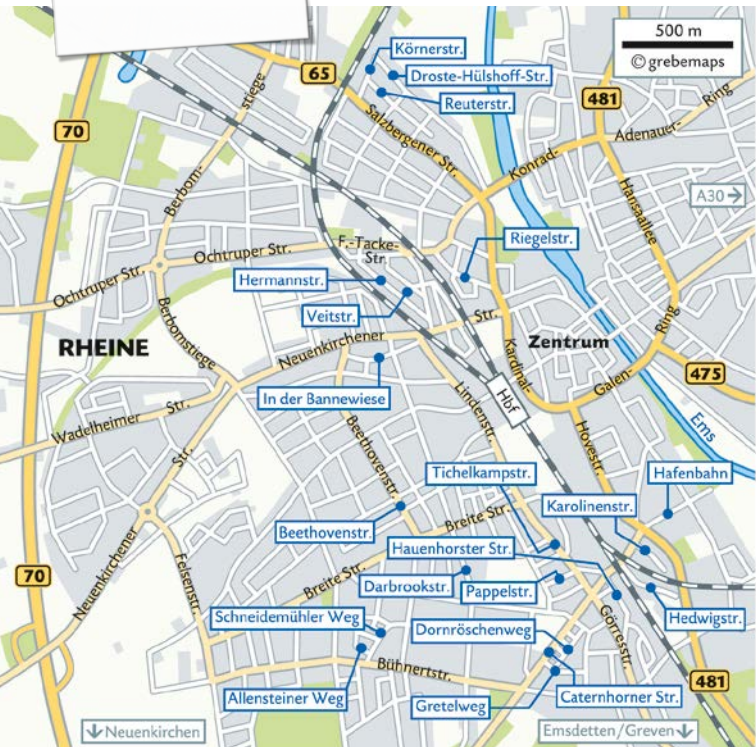 500 m
© grebemaps
Körnerstr.
65
Droste-Hülshoff-Str.
Reuterstr.
481
70
Salzbergener Str.
Adenauer- Ring
Konrad-
Berbom-
stiege
A30
Hansaallee
Riegelstr.
Ochtruper Str.
F.-Tacke-
Str.
Ochtruper Str.
Hermannstr.
Veitstr.
Str.
Neuenkirchener
Berbomstiege
RHEINE
Zentrum
Kardinal-
Galen-
Ring
475
Hbf
In der Bannewiese
Lindenstr.
Ems
Wadelheimer Str.
Hovestr.
Beethovenstr.
Tichelkampstr.
Hafenbahn
Str.
Karolinenstr.
Breite Str.
Beethovenstr.
Hauenhorster Str.
Neuenkirchener
Felsenstr.
Breite Str.
Darbrookstr.
Pappelstr.
70
Görresstr.
Hedwigstr.
Schneidemühler Weg
Dornröschenweg
Bühnertstr.
481
Allensteiner Weg
Gretelweg
Caternhorner Str.
Neuenkirchen
Emsdetten/Greven